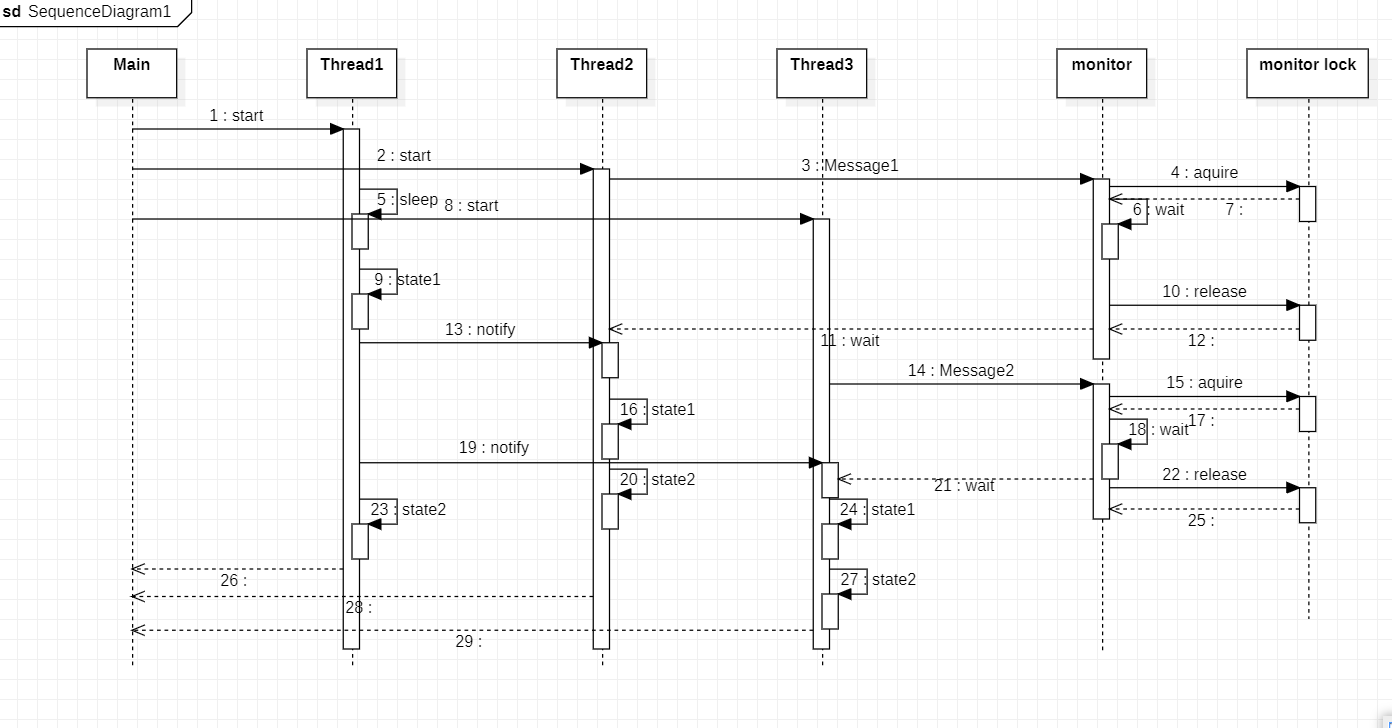 sd SequenceDiagram1
Main
Thread1
Thread2
Thread3
monitor
monitor lock
1 : start
2 : start
3 : Message1
4 : aquire
5 : sleep
8 : start
6 : wait
7 :
9 : state1
10 : release
13 : notify
11 : wait
12 :
14 : Message2
15 : aquire
16 : state1
17 :
18 : wait
19 : notify
20 : state2
21 : wait
22 : release
23 : state2
24 : state1
25 :
26 :
27 : state2
28 :
29 :